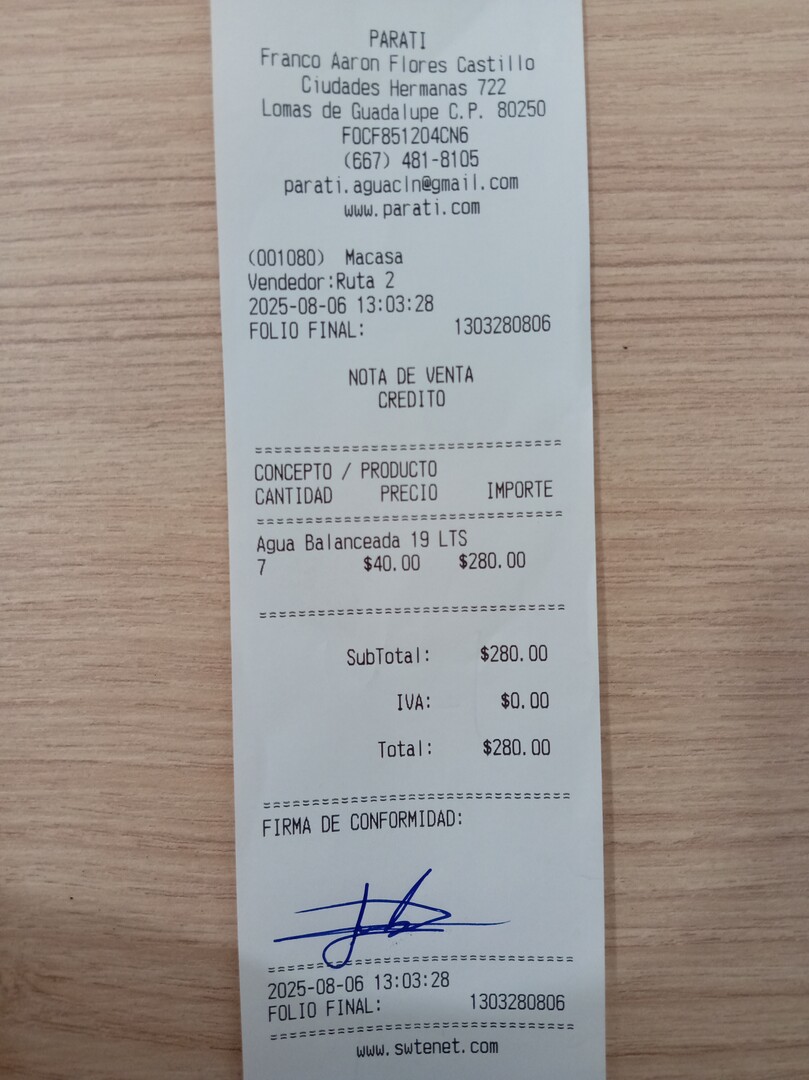 PARATI
Franco Aaron Flores Castillo
Ciudades Hermanas 722
Lomas de Guadalupe C.P. 80250
FOCF851204CN6
(667) 481-8105
parati.aguacln@gmail.com
www.parati.com
(001080) Macasa
Vendedor:Ruta 2
2025-08-06 13:03:28
FOLIO FINAL: 1303280806
NOTA DE VENTA
CREDITO
================================
CONCEPTO / PRODUCTO
CANTIDAD PRECIO IMPORTE
================================
Agua Balanceada 19 LTS
7 $40.00 $280.00
================================
SubTotal: $280.00
IVA: $0.00
Total: $280.00
================================
FIRMA DE CONFORMIDAD:
================================
2025-08-06 13:03:28
FOLIO FINAL: 1303280806
================================
www.swtenet.com